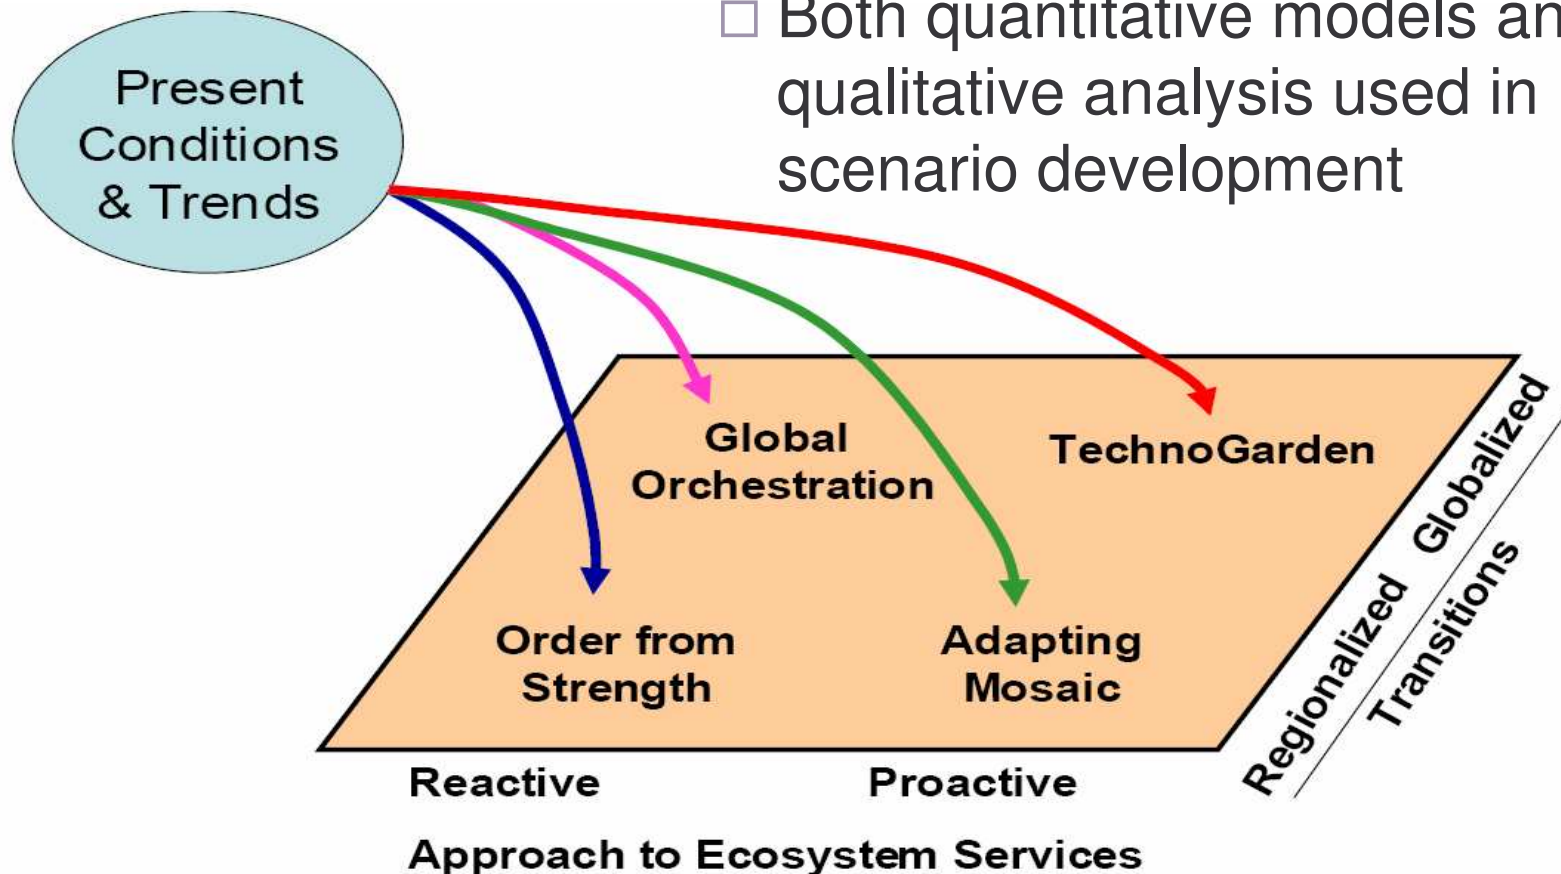 Both quantitative models an
qualitative analysis used in
scenario development
Present
Conditions
& Trends
Global
Orchestration
TechnoGarden
Order from
Strength
Adapting
Mosaic
Regionalized Globalized
Transitions
Reactive Proactive
Approach to Ecosystem Services